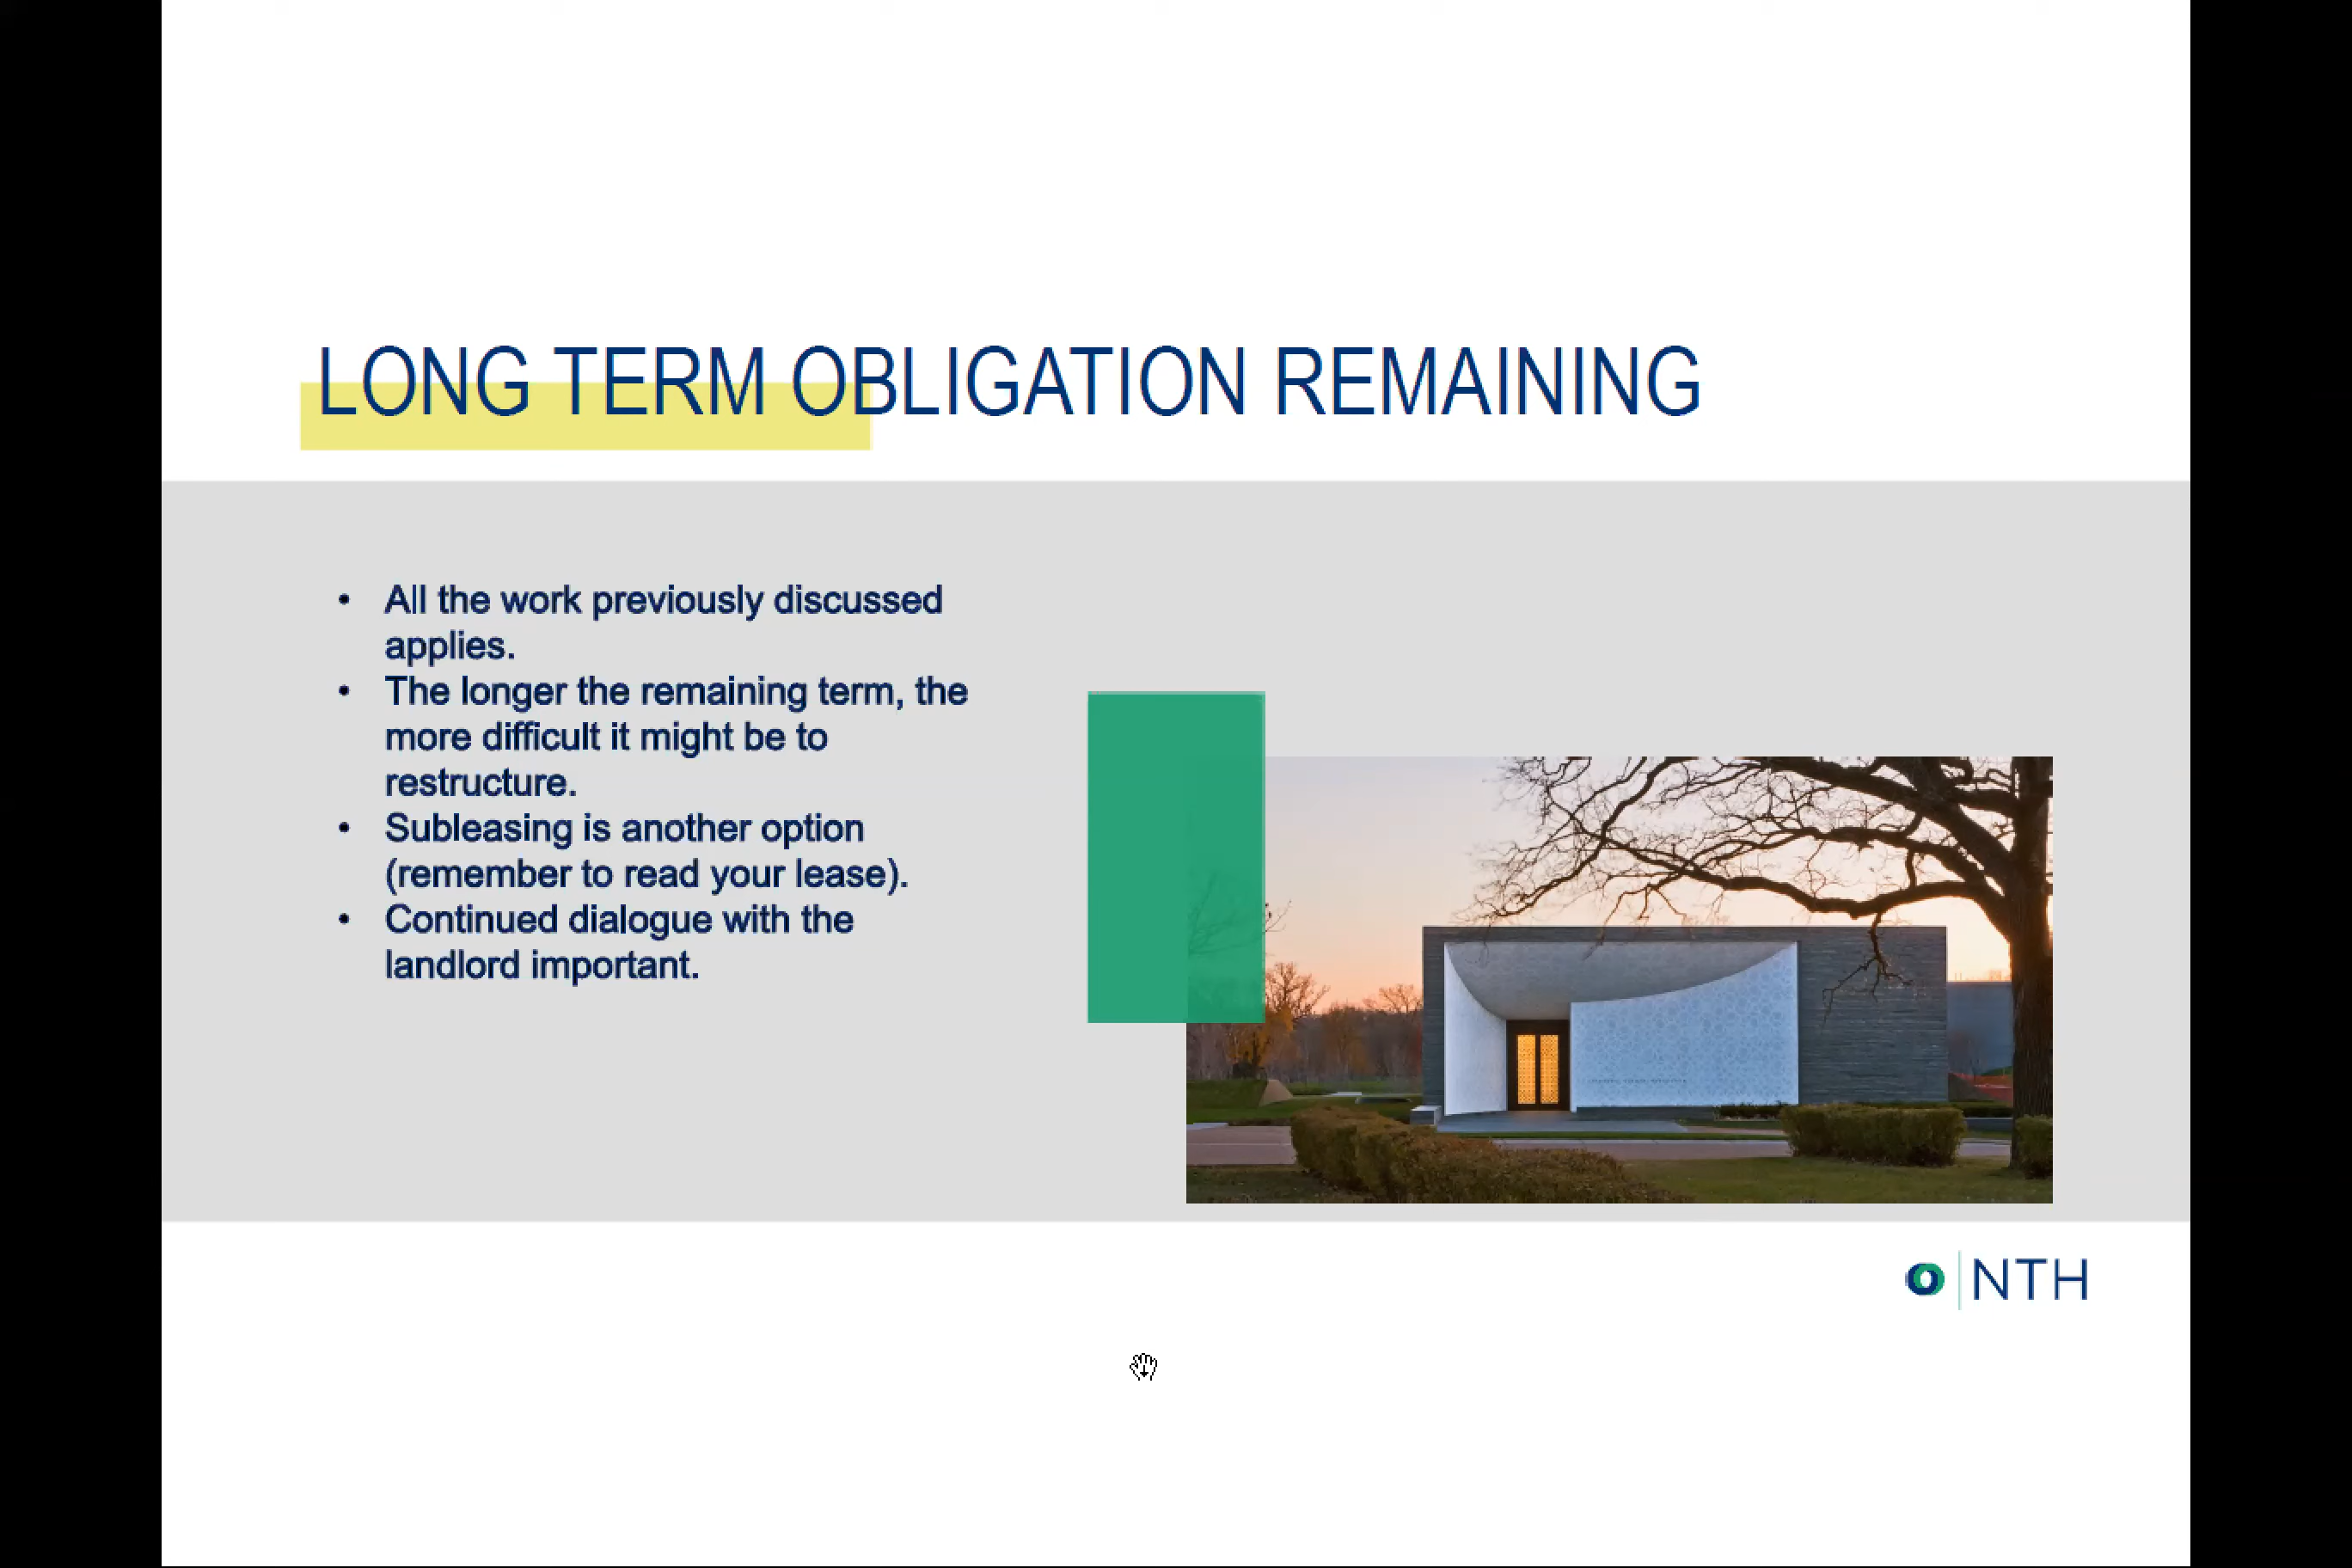 LONG TERM OBLIGATION REMAINING
• All the work previously discussed
applies.
• The longer the remaining term, the
more difficult it might be to
restructure.
• Subleasing is another option
(remember to read your lease).
• Continued dialogue with the
landlord important.
NTH